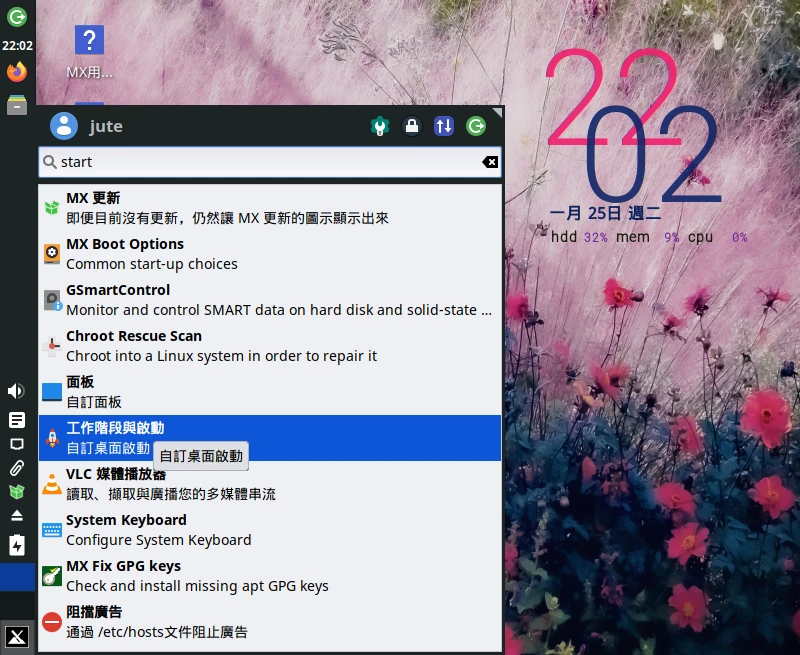 22:02
MX用...
jute
start
MX 更新
即便目前沒有更新，仍然讓 MX 更新的圖示顯示出來
MX Boot Options
Common start-up choices
GSmartControl
Monitor and control SMART data on hard disk and solid-state ...
Chroot Rescue Scan
Chroot into a Linux system in order to repair it
面板
自訂面板
工作階段與啟動
自訂桌面啟動
自訂桌面啟動
VLC 媒體播放器
讀取、擷取與廣播您的多媒體串流
System Keyboard
Configure System Keyboard
MX Fix GPG keys
Check and install missing apt GPG keys
阻擋廣告
通過 /etc/hosts文件阻止廣告
22
02
一月 25日 週二
hdd 32% mem 9% cpu 0%